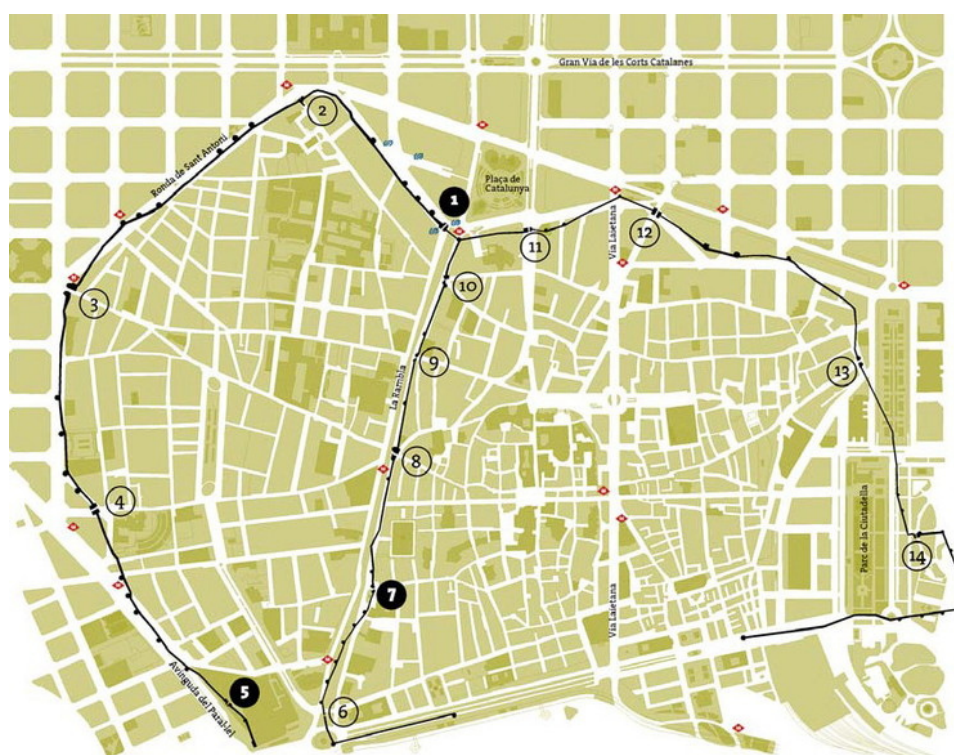 Gran Via de les Corts Catalanes
2
Ronda de Sant Antoni
Plaça de
Catalunya
1
12
11
Via Laietana
10
3
9
La Rambla
13
8
4
Parc de la Ciutadella
14
7
Via Laietana
5
Avinguda del Paral·lel
6